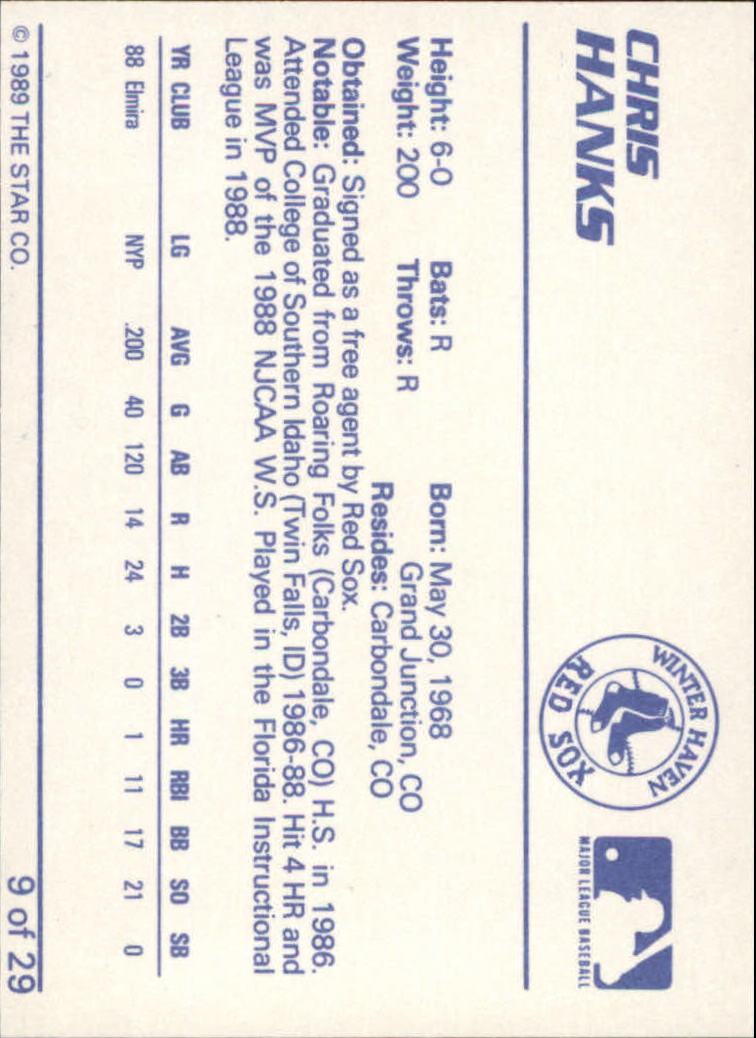 CHRIS
HANKS
WINTER HAVEN
RED SOX
MAJOR LEAGUE BASEBALL
Height: 6-0 Bats: R Born: May 30, 1968
Weight: 200 Throws: R Grand Junction, CO
Resides: Carbondale, CO
Obtained: Signed as a free agent by Red Sox.
Notable: Graduated from Roaring Folks (Carbondale, CO) H.S. in 1986.
Attended College of Southern Idaho (Twin Falls, ID) 1986-88. Hit 4 HR and
was MVP of the 1988 NJCAA W.S. Played in the Florida Instructional
League in 1988.
YR CLUB LG AVG G AB R H 2B 3B HR RBI BB SO SB
88 Elmira NYP .200 40 120 14 24 3 0 1 11 17 21 0
© 1989 THE STAR CO. 9 of 29